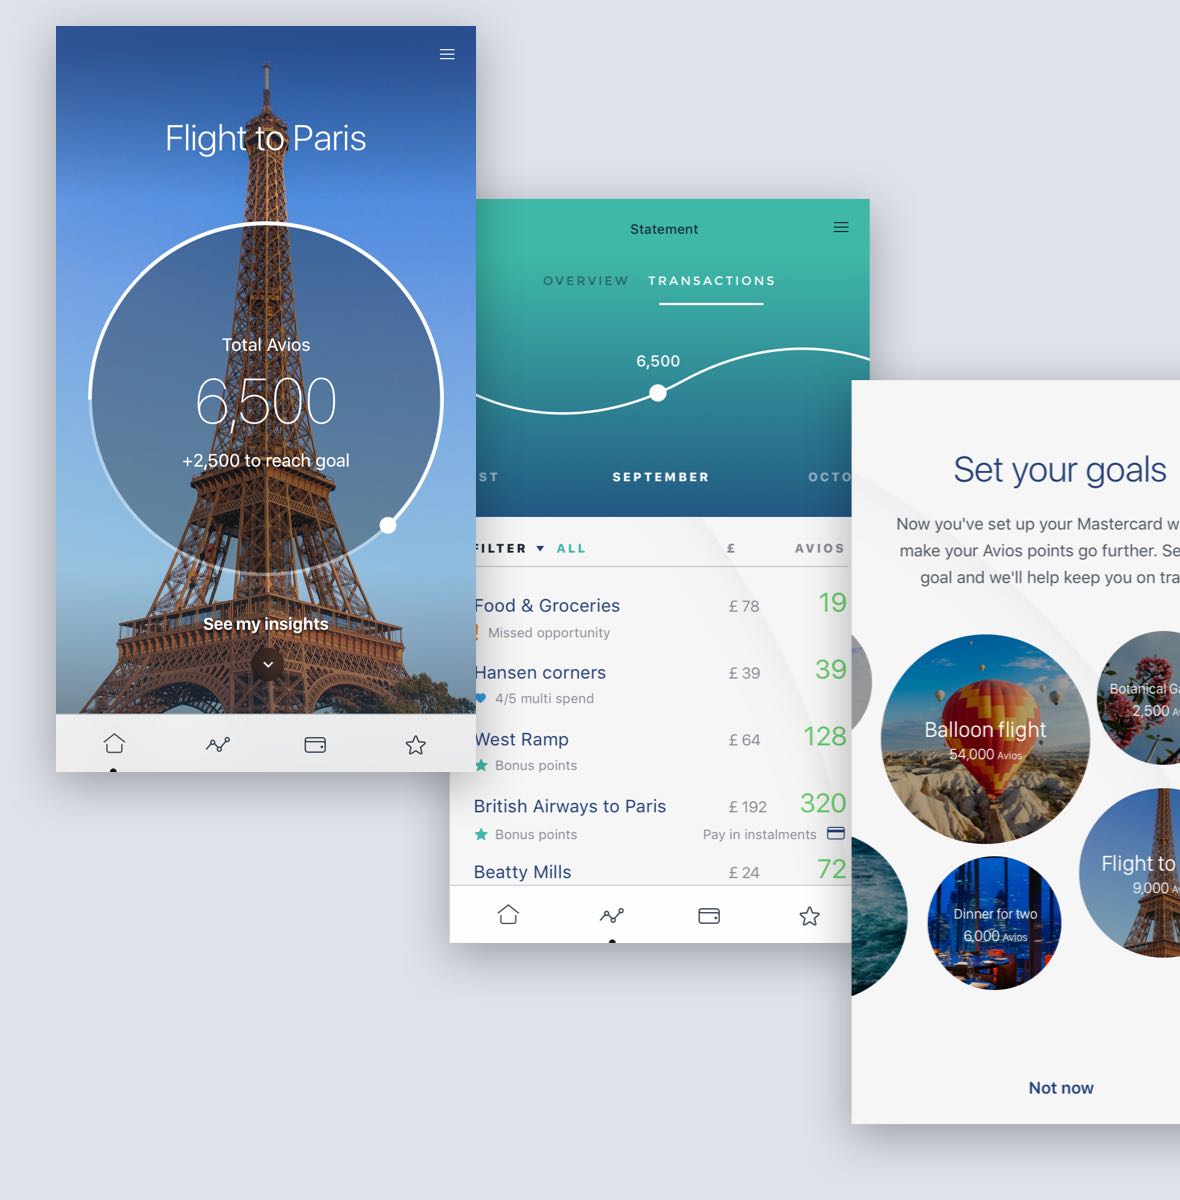 Flight to Paris
Total Avios
6,500
+2,500 to reach goal
See my insights
Statement
OVERVIEW TRANSACTIONS
6,500
ST SEPTEMBER OCTO
FILTER ALL £ AVIOS
Food & Groceries £ 78 19
! Missed opportunity
Hansen corners £ 39 39
4/5 multi spend
West Ramp £ 64 128
Bonus points
British Airways to Paris £ 192 320
Bonus points Pay in instalments
Beatty Mills £ 24 72
Set your goals
Now you've set up your Mastercard w
make your Avios points go further. Se
goal and we'll help keep you on tra
Balloon flight
54,000 Avios
Botanical Ga
2,500 Av
Flight to
9,000 Av
Dinner for two
6,000 Avios
Not now